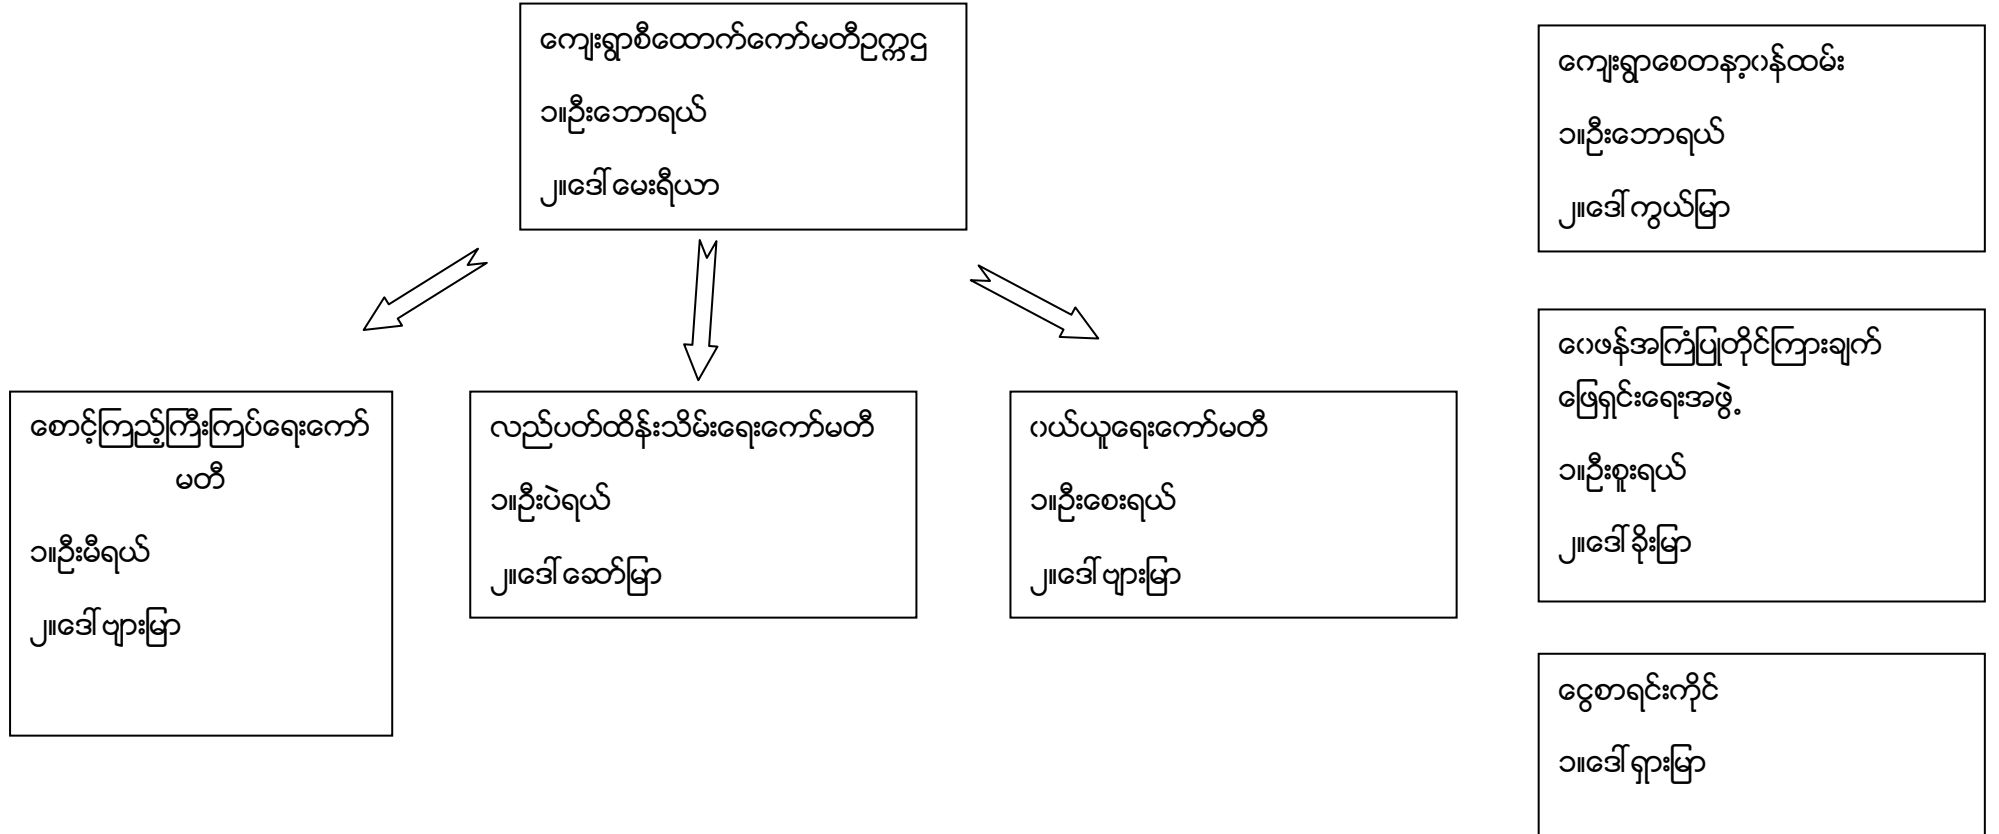 ကျေးရွာစီထောက်ကော်မတီဥက္ကဌ
၁။ဦးဘောရယ်
၂။ဒေါ်မေးရီယာ
စောင့်ကြည့်ကြီးကြပ်ရေးကော်
မတီ
၁။ဦးမီရယ်
၂။ဒေါ်ဗျားမြာ
လည်ပတ်ထိန်းသိမ်းရေးကော်မတီ
၁။ဦးပဲရယ်
၂။ဒေါ်ဆော်မြာ
ဝယ်ယူရေးကော်မတီ
၁။ဦးစေးရယ်
၂။ဒေါ်ဗျားမြာ
ကျေးရွာစေတနာ့ဝန်ထမ်း
၁။ဦးဘောရယ်
၂။ဒေါ်ကွယ်မြာ
ဝေဖန်အကြံပြုတိုင်ကြားချက်
ဖြေရှင်းရေးအဖွဲ့
၁။ဦးစူးရယ်
၂။ဒေါ်ခိုးမြာ
ငွေစာရင်းကိုင်
၁။ဒေါ်ရှားမြာ